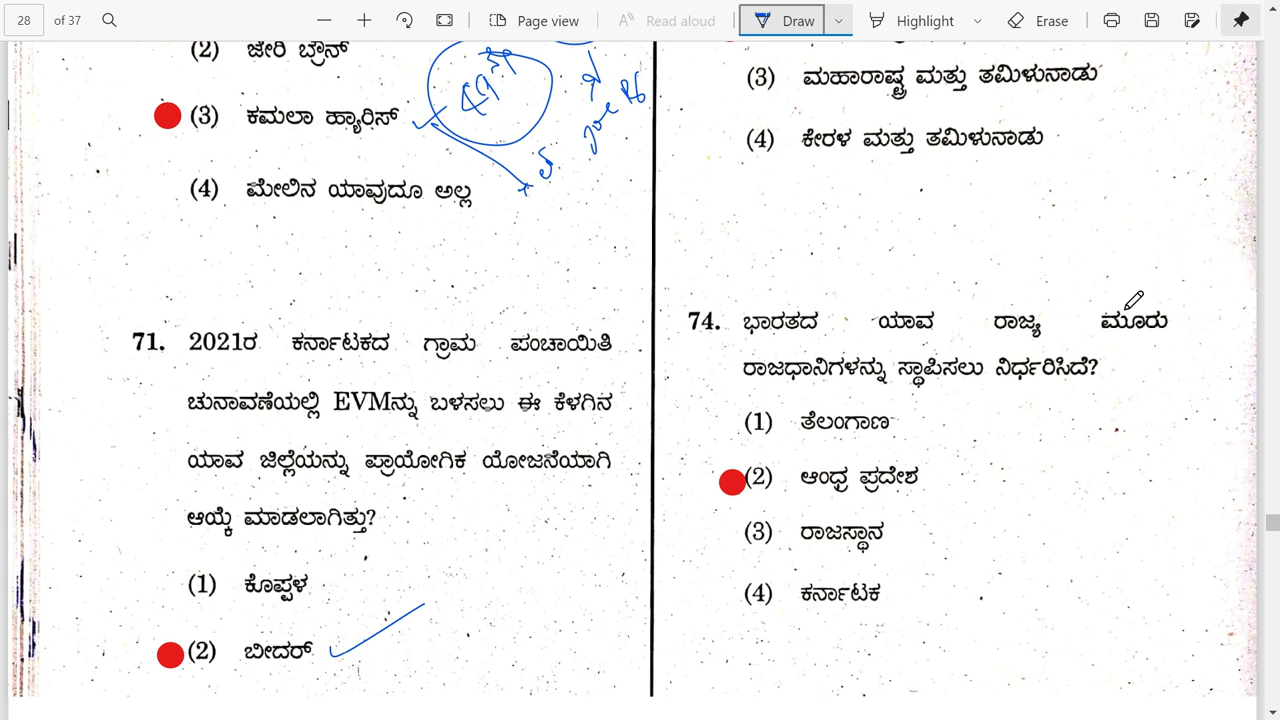 28
of 37
Page view
Read aloud
Draw
Highlight
Erase
(2) ಜೇರಿ ಬ್ರೌನ್
(3) ಕಮಲಾ ಹ್ಯಾರಿಸ್
(4) ಮೇಲಿನ ಯಾವುದೂ ಅಲ್ಲ
49
71. 2021ರ ಕರ್ನಾಟಕದ ಗ್ರಾಮ ಪಂಚಾಯಿತಿ
ಚುನಾವಣೆಯಲ್ಲಿ EVMನ್ನು ಬಳಸಲು ಈ ಕೆಳಗಿನ
ಯಾವ ಜಿಲ್ಲೆಯನ್ನು ಪ್ರಾಯೋಗಿಕ ಯೋಜನೆಯಾಗಿ
ಆಯ್ಕೆ ಮಾಡಲಾಗಿತ್ತು?
(1) ಕೊಪ್ಪಳ
(2) ಬೀದರ್
(3) ಮಹಾರಾಷ್ಟ್ರ ಮತ್ತು ತಮಿಳುನಾಡು
(4) ಕೇರಳ ಮತ್ತು ತಮಿಳುನಾಡು
74. ಭಾರತದ ಯಾವ ರಾಜ್ಯ ಮೂರು
ರಾಜಧಾನಿಗಳನ್ನು ಸ್ಥಾಪಿಸಲು ನಿರ್ಧರಿಸಿದೆ?
(1) ತೆಲಂಗಾಣ
(2) ಆಂಧ್ರ ಪ್ರದೇಶ
(3) ರಾಜಸ್ಥಾನ
(4) ಕರ್ನಾಟಕ